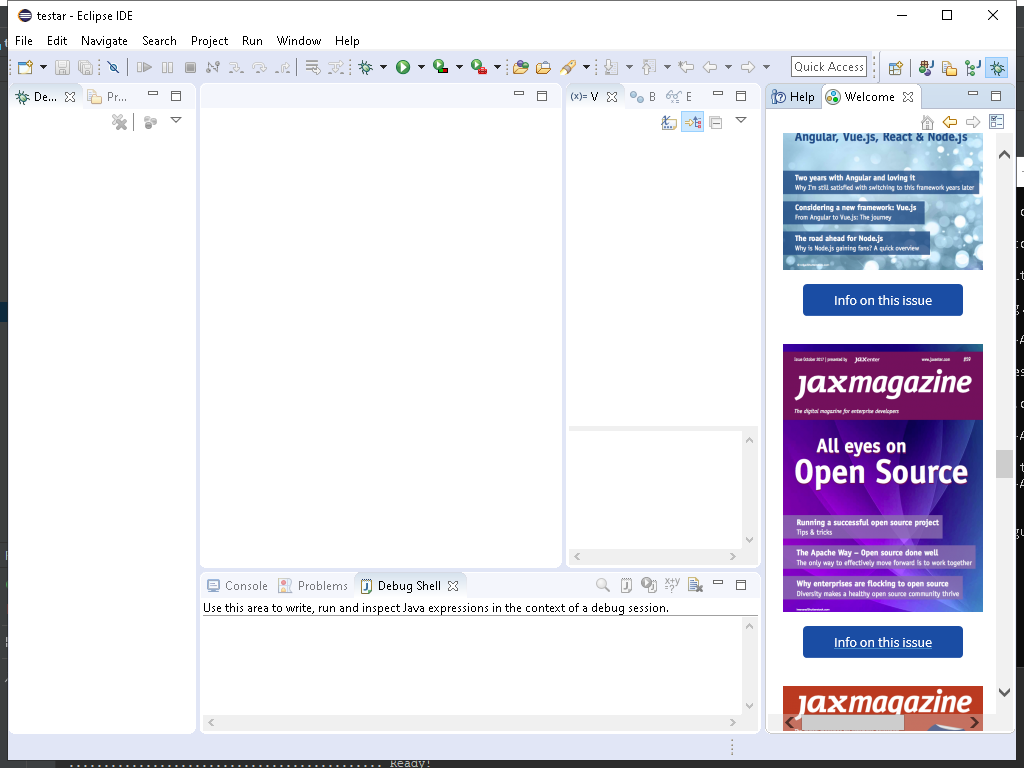 testar - Eclipse IDE
File Edit Navigate Search Project Run Window Help
Quick Access
De... Pr...
(x)= V B E
Help Welcome
Angular, Vue.js, React & Node.js
Two years with Angular and loving it
Why I'm still satisfied with switching to this framework years later
Considering a new framework: Vue.js
From Angular to Vue.js: The journey
The road ahead for Node.js
Why is Node.js gaining fans? A quick overview
Info on this issue
Issue October 2017 | presented by JAXenter www.jaxenter.com #59
jaxmagazine
The digital magazine for enterprise developers
All eyes on
Open Source
Running a successful open source project
Tips & tricks
The Apache Way – Open source done well
The only way to effectively move forward is to work together
Why enterprises are flocking to open source
Diversity makes a healthy open source community thrive
Info on this issue
jaxmagazine
Console Problems Debug Shell
Use this area to write, run and inspect Java expressions in the context of a debug session.
Ready!